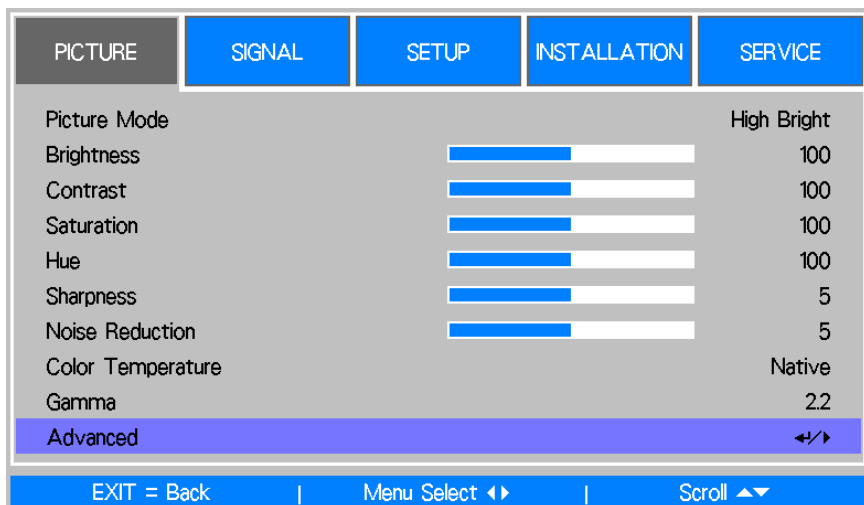 PICTURE SIGNAL SETUP INSTALLATION SERVICE
Picture Mode High Bright
Brightness 100
Contrast 100
Saturation 100
Hue 100
Sharpness 5
Noise Reduction 5
Color Temperature Native
Gamma 2.2
Advanced ↵/▶
EXIT = Back | Menu Select ◀▶ | Scroll ▲▼